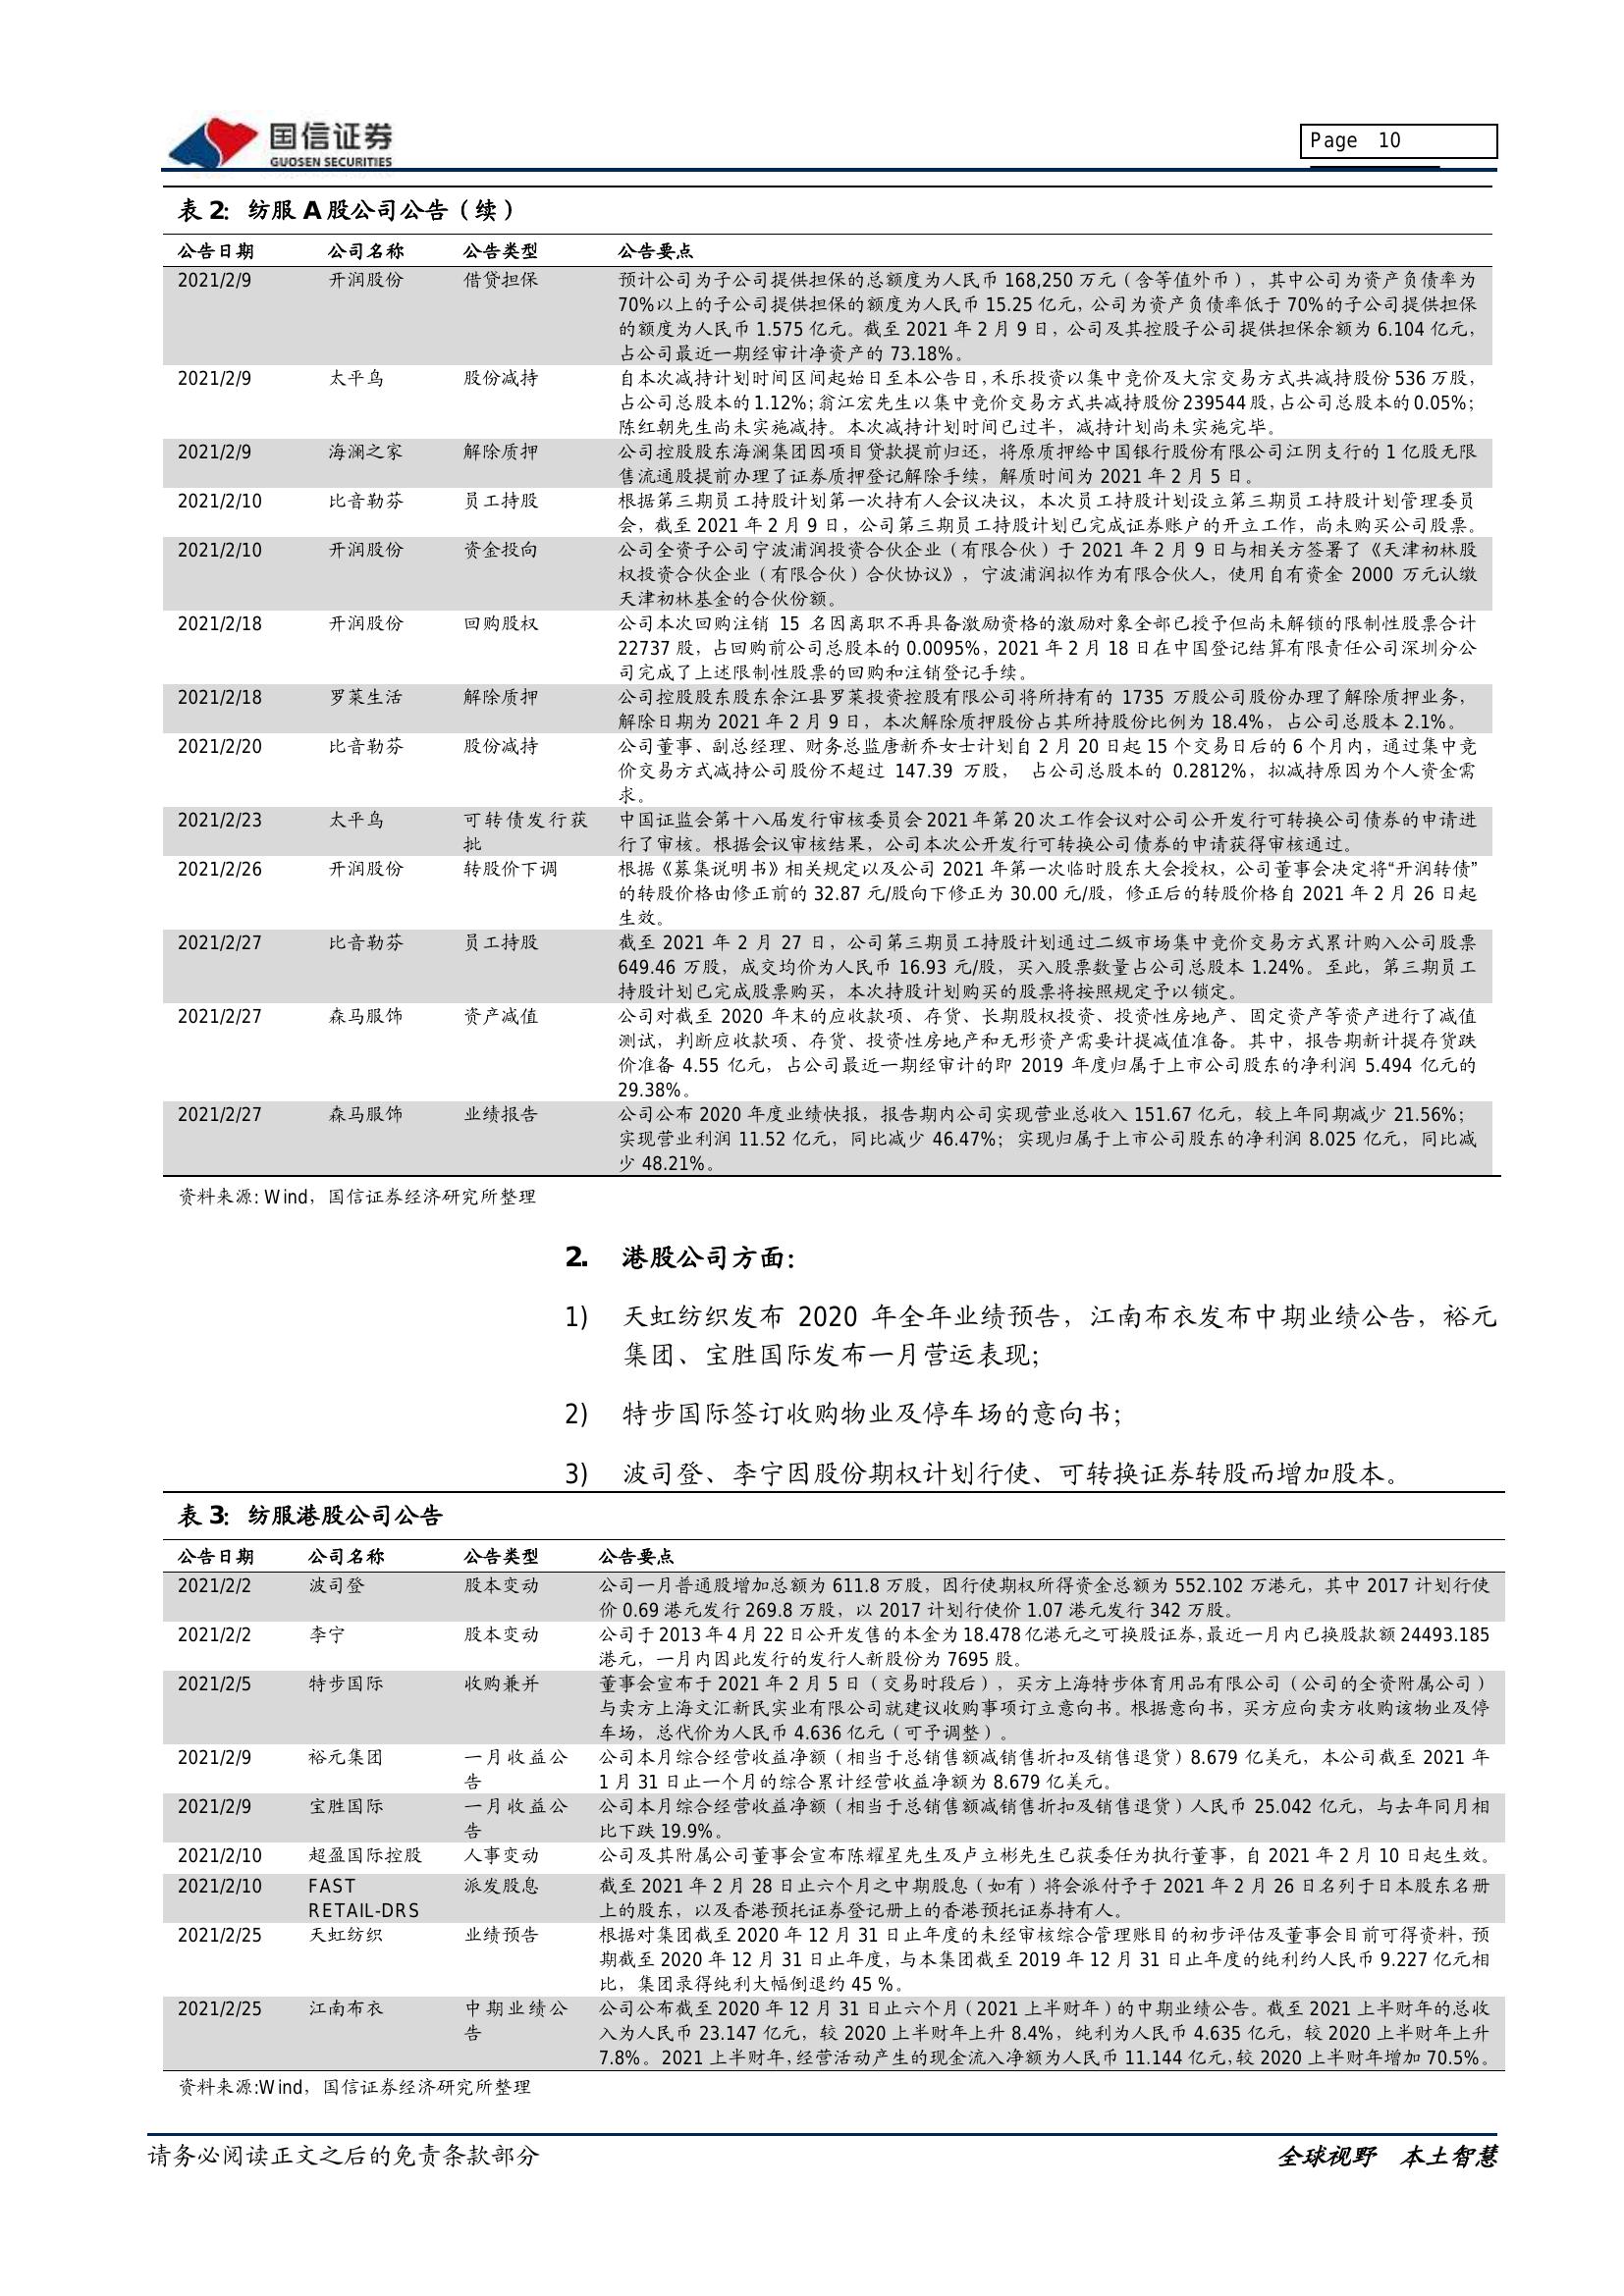 国信证券
GUOSEN SECURITIES
Page 10
表 2：纺服 A 股公司公告（续）
公告日期 公司名称 公告类型 公告要点
2021/2/9 开润股份 借贷担保 预计公司为子公司提供担保的总额度为人民币 168,250 万元（含等值外币），其中公司为资产负债率为
70%以上的子公司提供担保的额度为人民币 15.25 亿元，公司为资产负债率低于 70%的子公司提供担保
的额度为人民币 1.575 亿元。截至 2021 年 2 月 9 日，公司及其控股子公司提供担保余额为 6.104 亿元，
占公司最近一期经审计净资产的 73.18%。
2021/2/9 太平鸟 股份减持 自本次减持计划时间区间起始日至本公告日，禾乐投资以集中竞价及大宗交易方式共减持股份 536 万股，
占公司总股本的 1.12%；翁江宏先生以集中竞价交易方式共减持股份 239544 股，占公司总股本的 0.05%；
陈红朝先生尚未实施减持。本次减持计划时间已过半，减持计划尚未实施完毕。
2021/2/9 海澜之家 解除质押 公司控股股东海澜集团因项目贷款提前归还，将原质押给中国银行股份有限公司江阴支行的 1 亿股无限
售流通股提前办理了证券质押登记解除手续，解质时间为 2021 年 2 月 5 日。
2021/2/10 比音勒芬 员工持股 根据第三期员工持股计划第一次持有人会议决议，本次员工持股计划设立第三期员工持股计划管理委员
会，截至 2021 年 2 月 9 日，公司第三期员工持股计划已完成证券账户的开立工作，尚未购买公司股票。
2021/2/10 开润股份 资金投向 公司全资子公司宁波浦润投资合伙企业（有限合伙）于 2021 年 2 月 9 日与相关方签署了《天津初林股
权投资合伙企业（有限合伙）合伙协议》，宁波浦润拟作为有限合伙人，使用自有资金 2000 万元认缴
天津初林基金的合伙份额。
2021/2/18 开润股份 回购股权 公司本次回购注销 15 名因离职不再具备激励资格的激励对象全部已授予但尚未解锁的限制性股票合计
22737 股，占回购前公司总股本的 0.0095%，2021 年 2 月 18 日在中国登记结算有限责任公司深圳分公
司完成了上述限制性股票的回购和注销登记手续。
2021/2/18 罗莱生活 解除质押 公司控股股东股东余江县罗莱投资控股有限公司将所持有的 1735 万股公司股份办理了解除质押业务，
解除日期为 2021 年 2 月 9 日，本次解除质押股份占其所持股份比例为 18.4%，占公司总股本 2.1%。
2021/2/20 比音勒芬 股份减持 公司董事、副总经理、财务总监唐新乔女士计划自 2 月 20 日起 15 个交易日后的 6 个月内，通过集中竞
价交易方式减持公司股份不超过 147.39 万股， 占公司总股本的 0.2812%，拟减持原因为个人资金需
求。
2021/2/23 太平鸟 可转债发行获 中国证监会第十八届发行审核委员会 2021 年第 20 次工作会议对公司公开发行可转换公司债券的申请进
批 行了审核。根据会议审核结果，公司本次公开发行可转换公司债券的申请获得审核通过。
2021/2/26 开润股份 转股价下调 根据《募集说明书》相关规定以及公司 2021 年第一次临时股东大会授权，公司董事会决定将“开润转债”
的转股价格由修正前的 32.87 元/股向下修正为 30.00 元/股，修正后的转股价格自 2021 年 2 月 26 日起
生效。
2021/2/27 比音勒芬 员工持股 截至 2021 年 2 月 27 日，公司第三期员工持股计划通过二级市场集中竞价交易方式累计购入公司股票
649.46 万股，成交均价为人民币 16.93 元/股，买入股票数量占公司总股本 1.24%。至此，第三期员工
持股计划已完成股票购买，本次持股计划购买的股票将按照规定予以锁定。
2021/2/27 森马服饰 资产减值 公司对截至 2020 年末的应收款项、存货、长期股权投资、投资性房地产、固定资产等资产进行了减值
测试，判断应收款项、存货、投资性房地产和无形资产需要计提减值准备。其中，报告期新计提存货跌
价准备 4.55 亿元，占公司最近一期经审计的即 2019 年度归属于上市公司股东的净利润 5.494 亿元的
29.38%。
2021/2/27 森马服饰 业绩报告 公司公布 2020 年度业绩快报，报告期内公司实现营业总收入 151.67 亿元，较上年同期减少 21.56%；
实现营业利润 11.52 亿元，同比减少 46.47%；实现归属于上市公司股东的净利润 8.025 亿元，同比减
少 48.21%。
资料来源：Wind，国信证券经济研究所整理
2. 港股公司方面：
1) 天虹纺织发布 2020 年全年业绩预告，江南布衣发布中期业绩公告，裕元
集团、宝胜国际发布一月营运表现；
2) 特步国际签订收购物业及停车场的意向书；
3) 波司登、李宁因股份期权计划行使、可转换证券转股而增加股本。
表 3：纺服港股公司公告
公告日期 公司名称 公告类型 公告要点
2021/2/2 波司登 股本变动 公司一月普通股增加总额为 611.8 万股，因行使期权所得资金总额为 552.102 万港元，其中 2017 计划行使
价 0.69 港元发行 269.8 万股，以 2017 计划行使价 1.07 港元发行 342 万股。
2021/2/2 李宁 股本变动 公司于 2013 年 4 月 22 日公开发售的本金为 18.478 亿港元之可换股证券，最近一月内已换股款额 24493.185
港元，一月内因此发行的发行人新股份为 7695 股。
2021/2/5 特步国际 收购兼并 董事会宣布于 2021 年 2 月 5 日（交易时段后），买方上海特步体育用品有限公司（公司的全资附属公司）
与卖方上海文汇新民实业有限公司就建议收购事项订立意向书。根据意向书，买方应向卖方收购该物业及停
车场，总代价为人民币 4.636 亿元（可予调整）。
2021/2/9 裕元集团 一月收益公 公司本月综合经营收益净额（相当于总销售额减销售折扣及销售退货）8.679 亿美元，本公司截至 2021 年
告 1 月 31 日止一个月的综合累计经营收益净额为 8.679 亿美元。
2021/2/9 宝胜国际 一月收益公 公司本月综合经营收益净额（相当于总销售额减销售折扣及销售退货）人民币 25.042 亿元，与去年同月相
告 比下跌 19.9%。
2021/2/10 超盈国际控股 人事变动 公司及其附属公司董事会宣布陈耀星先生及卢立彬先生已获委任为执行董事，自 2021 年 2 月 10 日起生效。
2021/2/10 FAST 派发股息 截至 2021 年 2 月 28 日止六个月之中期股息（如有）将会派付予于 2021 年 2 月 26 日名列于日本股东名册
RETAIL-DRS 上的股东，以及香港预托证券登记册上的香港预托证券持有人。
2021/2/25 天虹纺织 业绩预告 根据对集团截至 2020 年 12 月 31 日止年度的未经审核综合管理账目的初步评估及董事会目前可得资料，预
期截至 2020 年 12 月 31 日止年度，与本集团截至 2019 年 12 月 31 日止年度的纯利约人民币 9.227 亿元相
比，集团录得纯利大幅倒退约 45 %。
2021/2/25 江南布衣 中期业绩公 公司公布截至 2020 年 12 月 31 日止六个月（2021 上半财年）的中期业绩公告。截至 2021 上半财年的总收
告 入为人民币 23.147 亿元，较 2020 上半财年上升 8.4%，纯利为人民币 4.635 亿元，较 2020 上半财年上升
7.8%。2021 上半财年，经营活动产生的现金流入净额为人民币 11.144 亿元，较 2020 上半财年增加 70.5%。
资料来源:Wind，国信证券经济研究所整理
请务必阅读正文之后的免责条款部分 全球视野 本土智慧